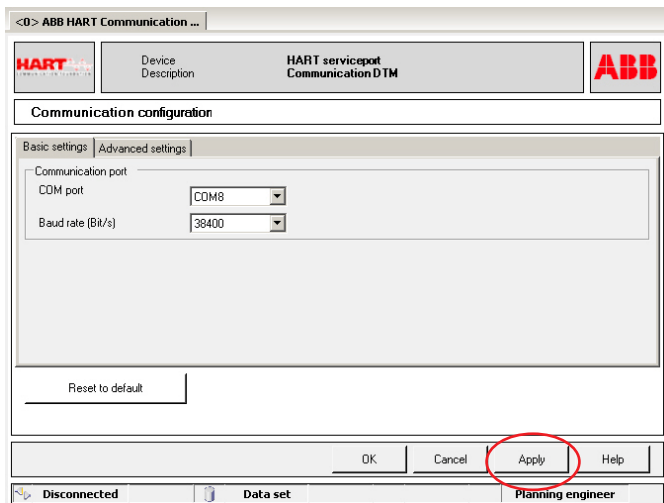 <0> ABB HART Communication ...
HART
Device HART serviceport
Description Communication DTM
ABB
Communication configuration
Basic settings Advanced settings
Communication port
COM port COM8
Baud rate (Bit/s) 38400
Reset to default
OK Cancel Apply Help
Disconnected Data set Planning engineer